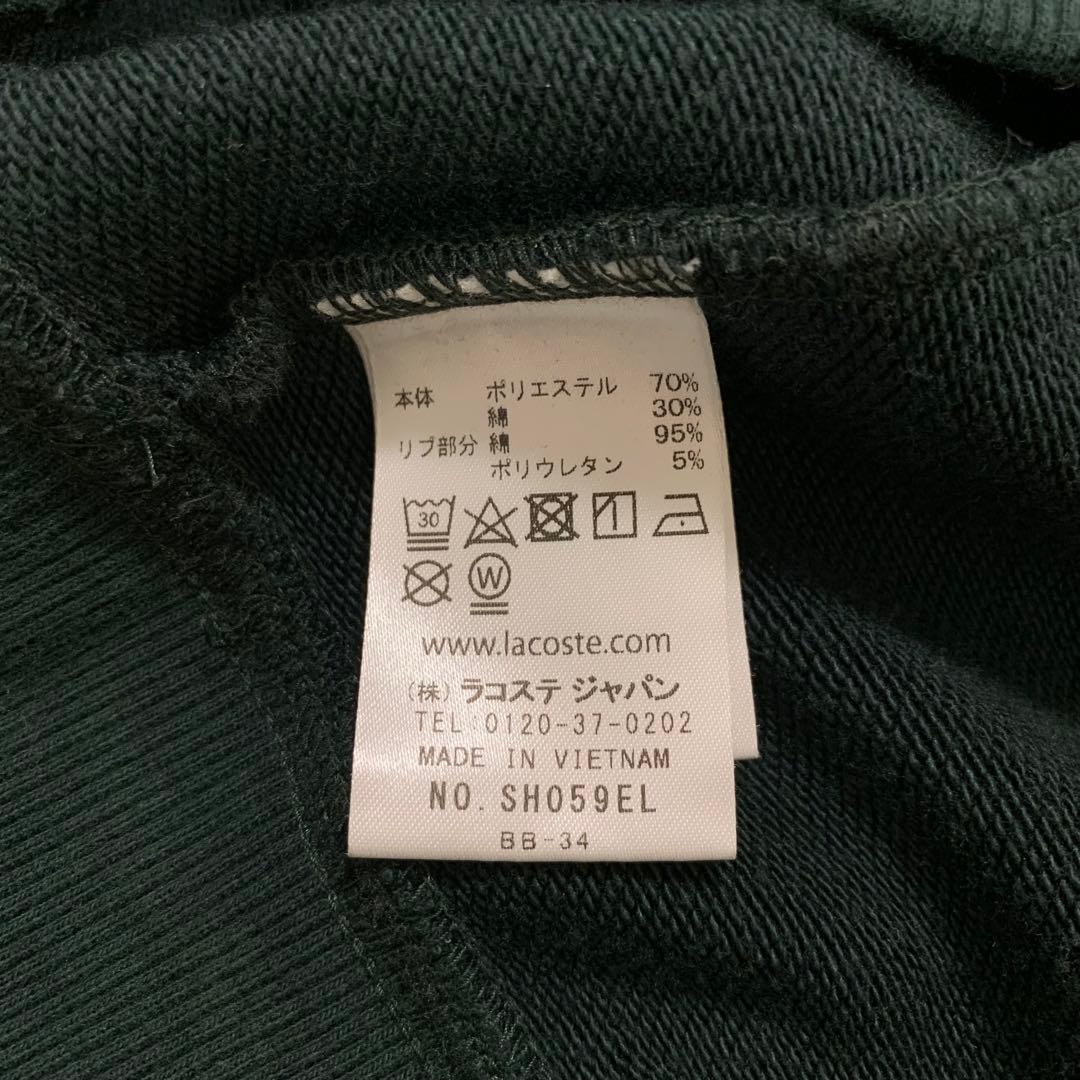 本体 ポリエステル 70%
綿 30%
リブ部分 綿 95%
ポリウレタン 5%
30
W
www.lacoste.com
(株) ラコステ ジャパン
TEL:0120-37-0202
MADE IN VIETNAM
NO. SH059EL
BB-34